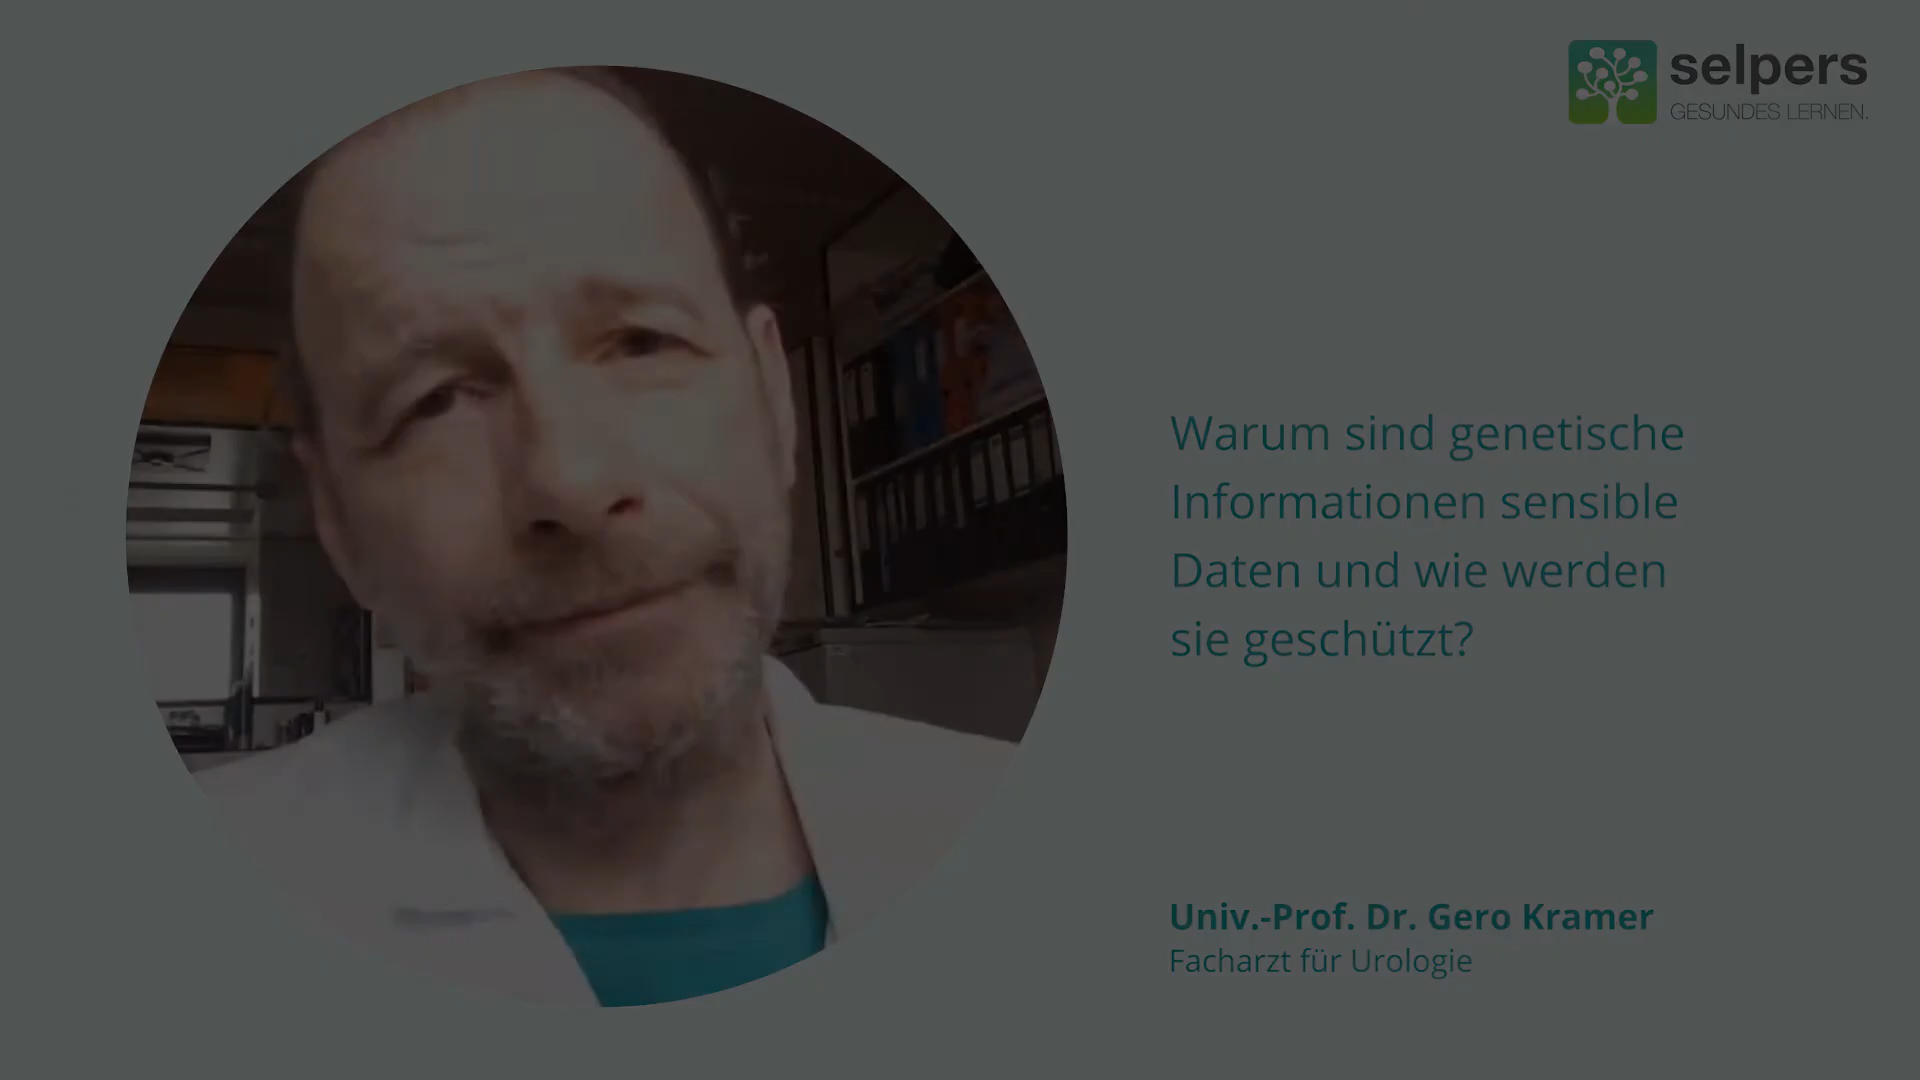 selpers
GESUNDES LERNEN.
Warum sind genetische
Informationen sensible
Daten und wie werden
sie geschützt?
Univ.-Prof. Dr. Gero Kramer
Facharzt für Urologie